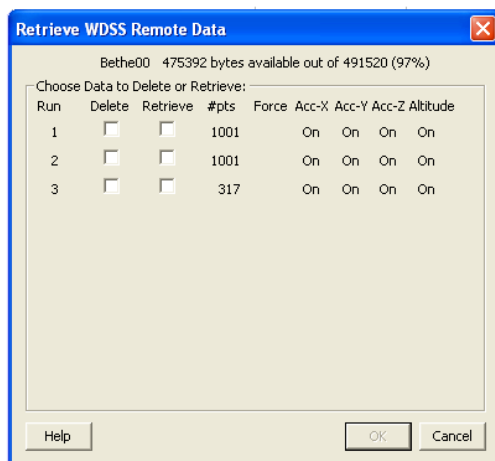 Retrieve WDSS Remote Data
Bethe00 475392 bytes available out of 491520 (97%)
Choose Data to Delete or Retrieve:
Run Delete Retrieve #pts Force Acc-X Acc-Y Acc-Z Altitude
1 1001 On On On On
2 1001 On On On On
3 317 On On On On
Help OK Cancel